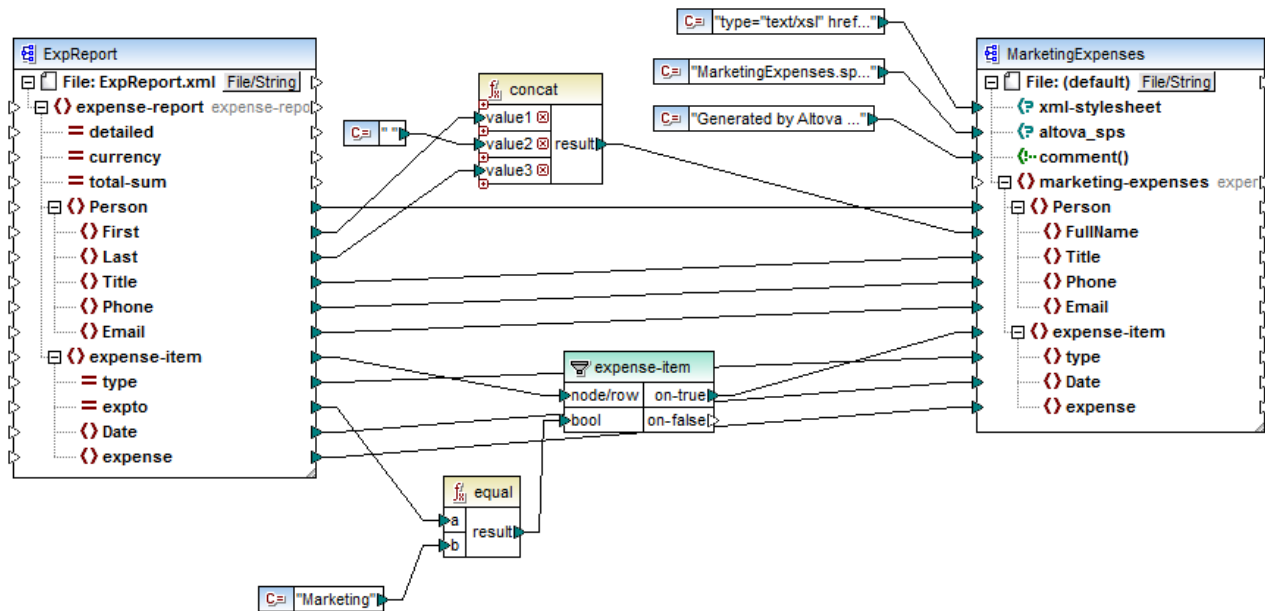 ExpReport
File: ExpReport.xml File/String
expense-report expense-repo
detailed
currency
total-sum
Person
First
Last
Title
Phone
Email
expense-item
type
expto
Date
expense
C= " "
concat
value1
value2 result
value3
C= "type="text/xsl" href..."
C= "MarketingExpenses.sp..."
C= "Generated by Altova ..."
expense-item
node/row on-true
bool on-false
equal
a
result
b
C= "Marketing"
MarketingExpenses
File: (default) File/String
xml-stylesheet
altova_sps
comment()
marketing-expenses exper
Person
FullName
Title
Phone
Email
expense-item
type
Date
expense